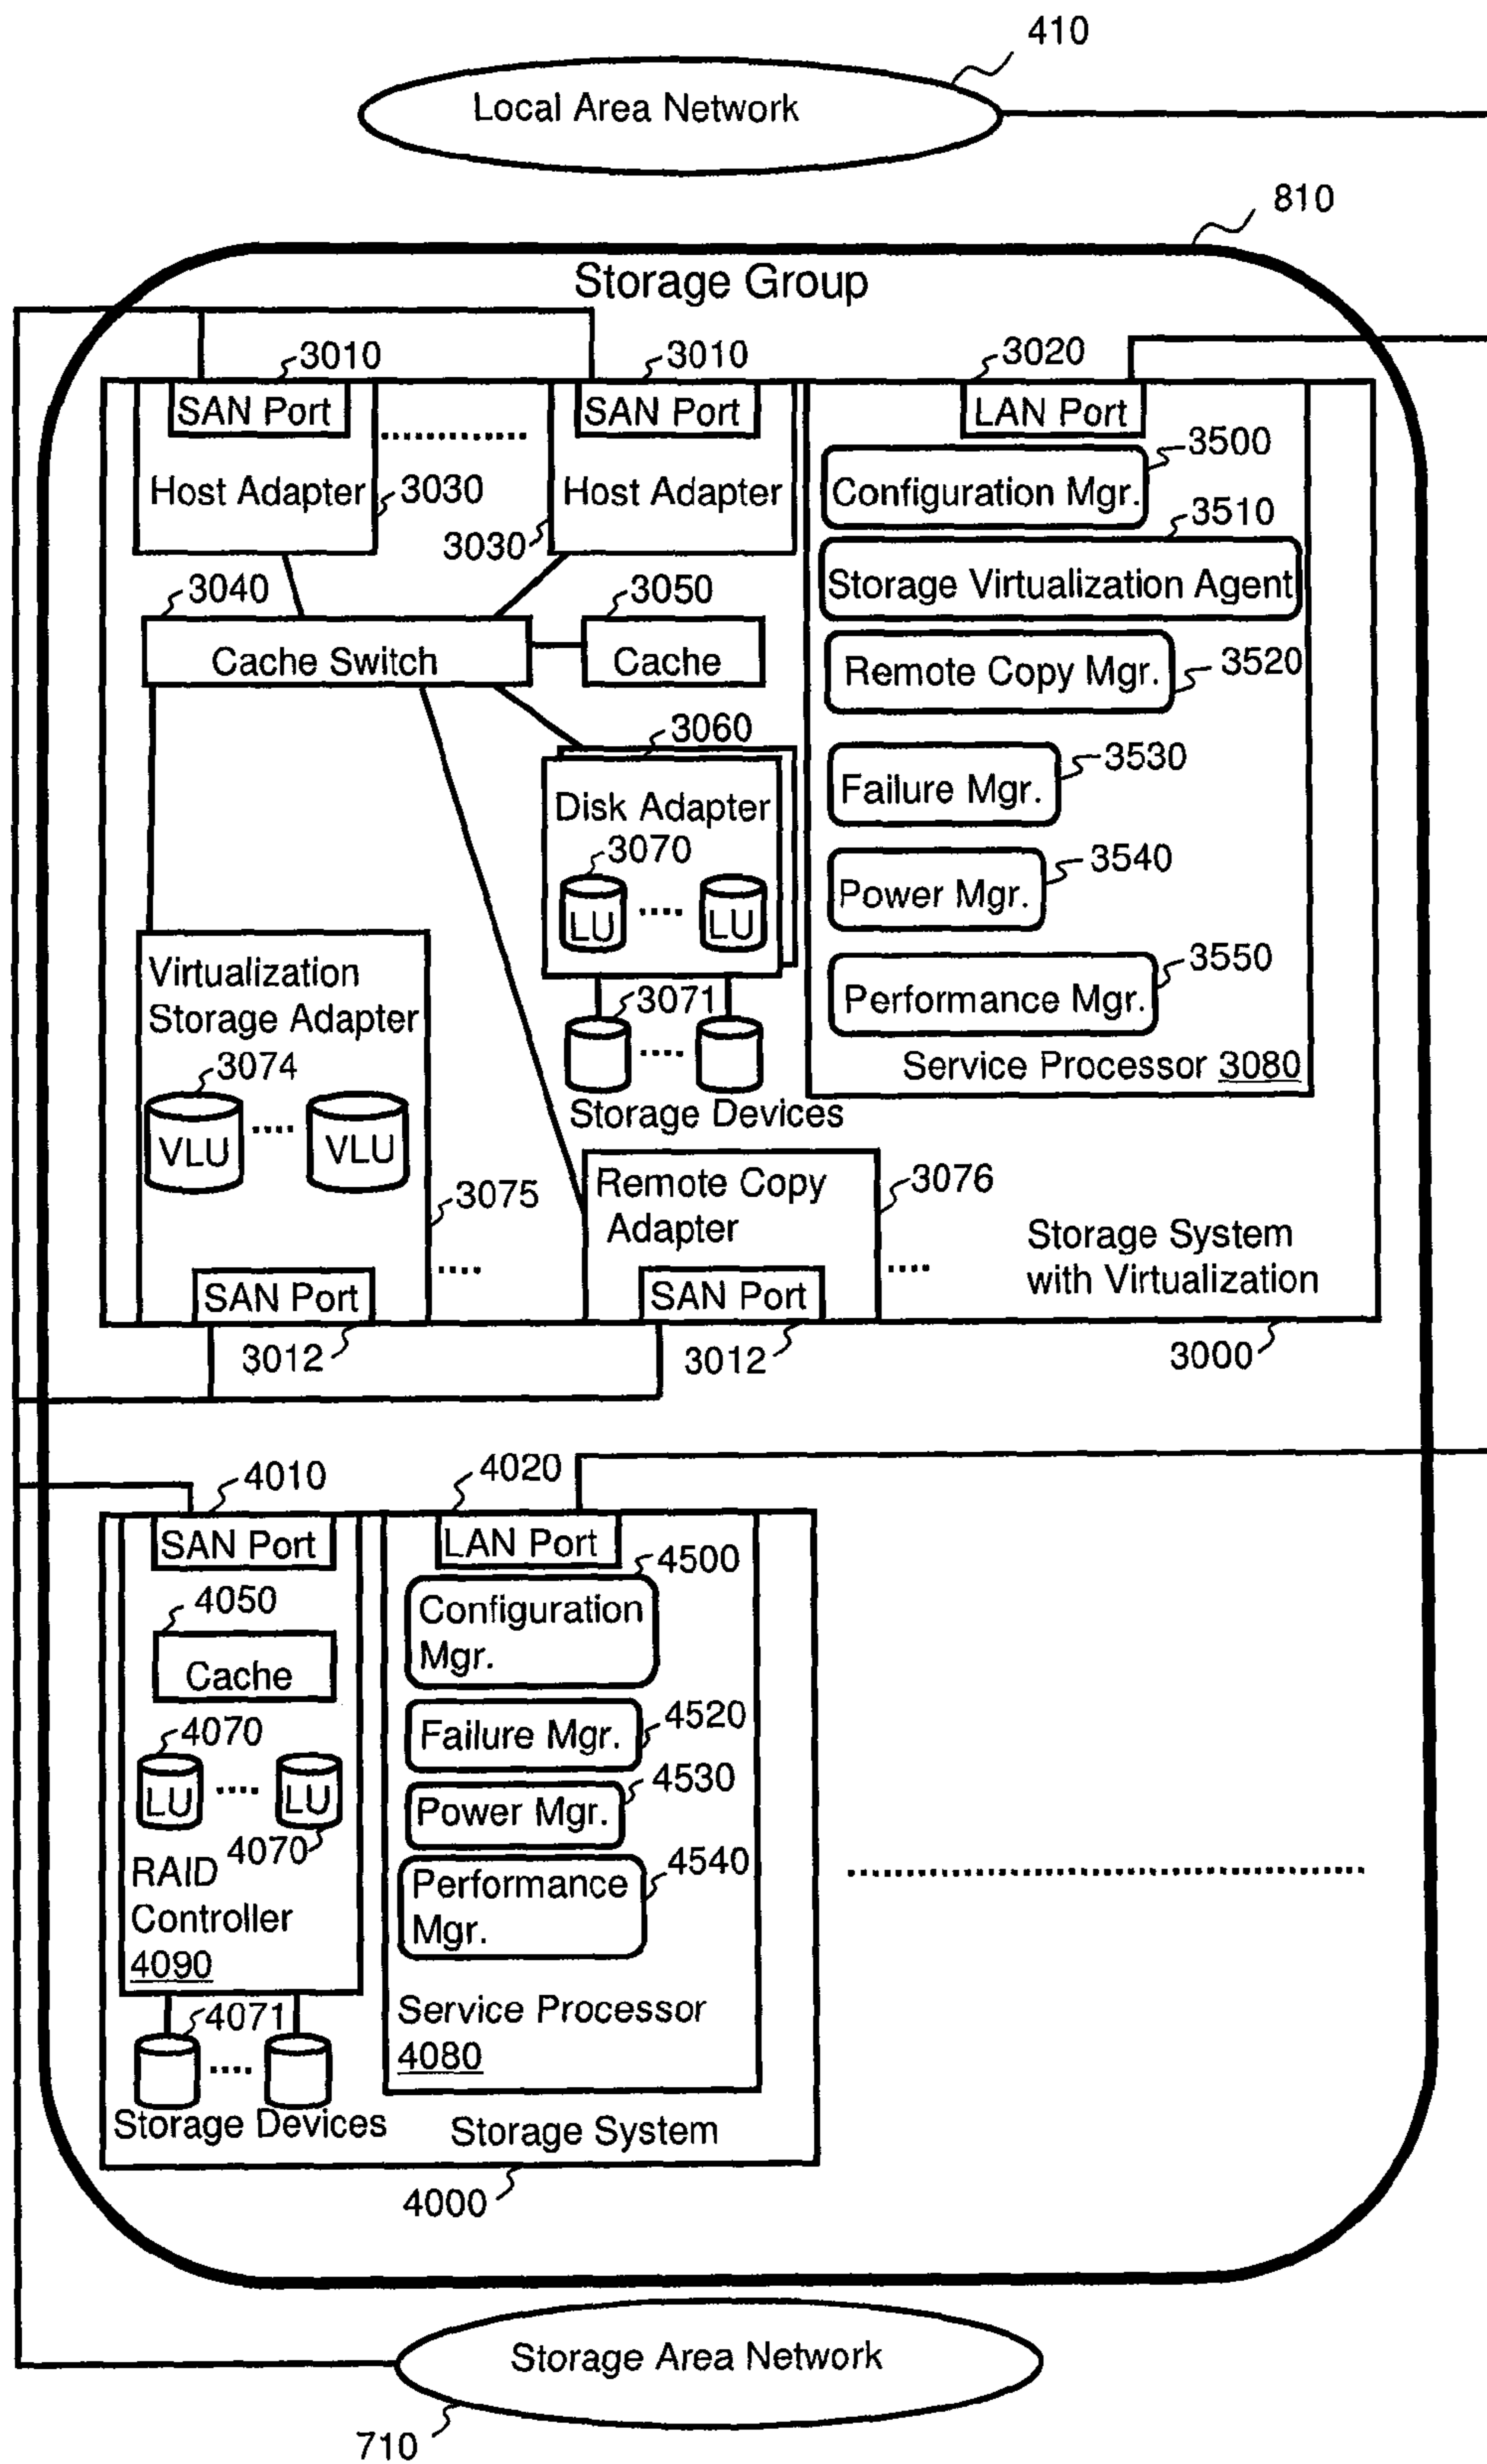 410
Local Area Network
810
Storage Group
3010
3010
3020
SAN Port
SAN Port
LAN Port
3500
Host Adapter
3030
Host Adapter
3030
Configuration Mgr.
3510
Storage Virtualization Agent
3040
3050
Cache Switch
Cache
Remote Copy Mgr.
3520
3060
3530
Failure Mgr.
Disk Adapter
3070
LU
....
LU
3540
Power Mgr.
3550
Performance Mgr.
Virtualization
Storage Adapter
3071
....
Storage Devices
Service Processor 3080
3074
VLU
....
VLU
3075
....
Remote Copy
Adapter
3076
....
Storage System
with Virtualization
SAN Port
SAN Port
3012
3012
3000
4010
4020
SAN Port
LAN Port
4500
4050
Cache
Configuration
Mgr.
4070
LU
....
LU
4070
4520
Failure Mgr.
4530
Power Mgr.
4540
Performance
Mgr.
RAID
Controller
4090
4071
....
Storage Devices
Service Processor
4080
Storage System
4000
Storage Area Network
710